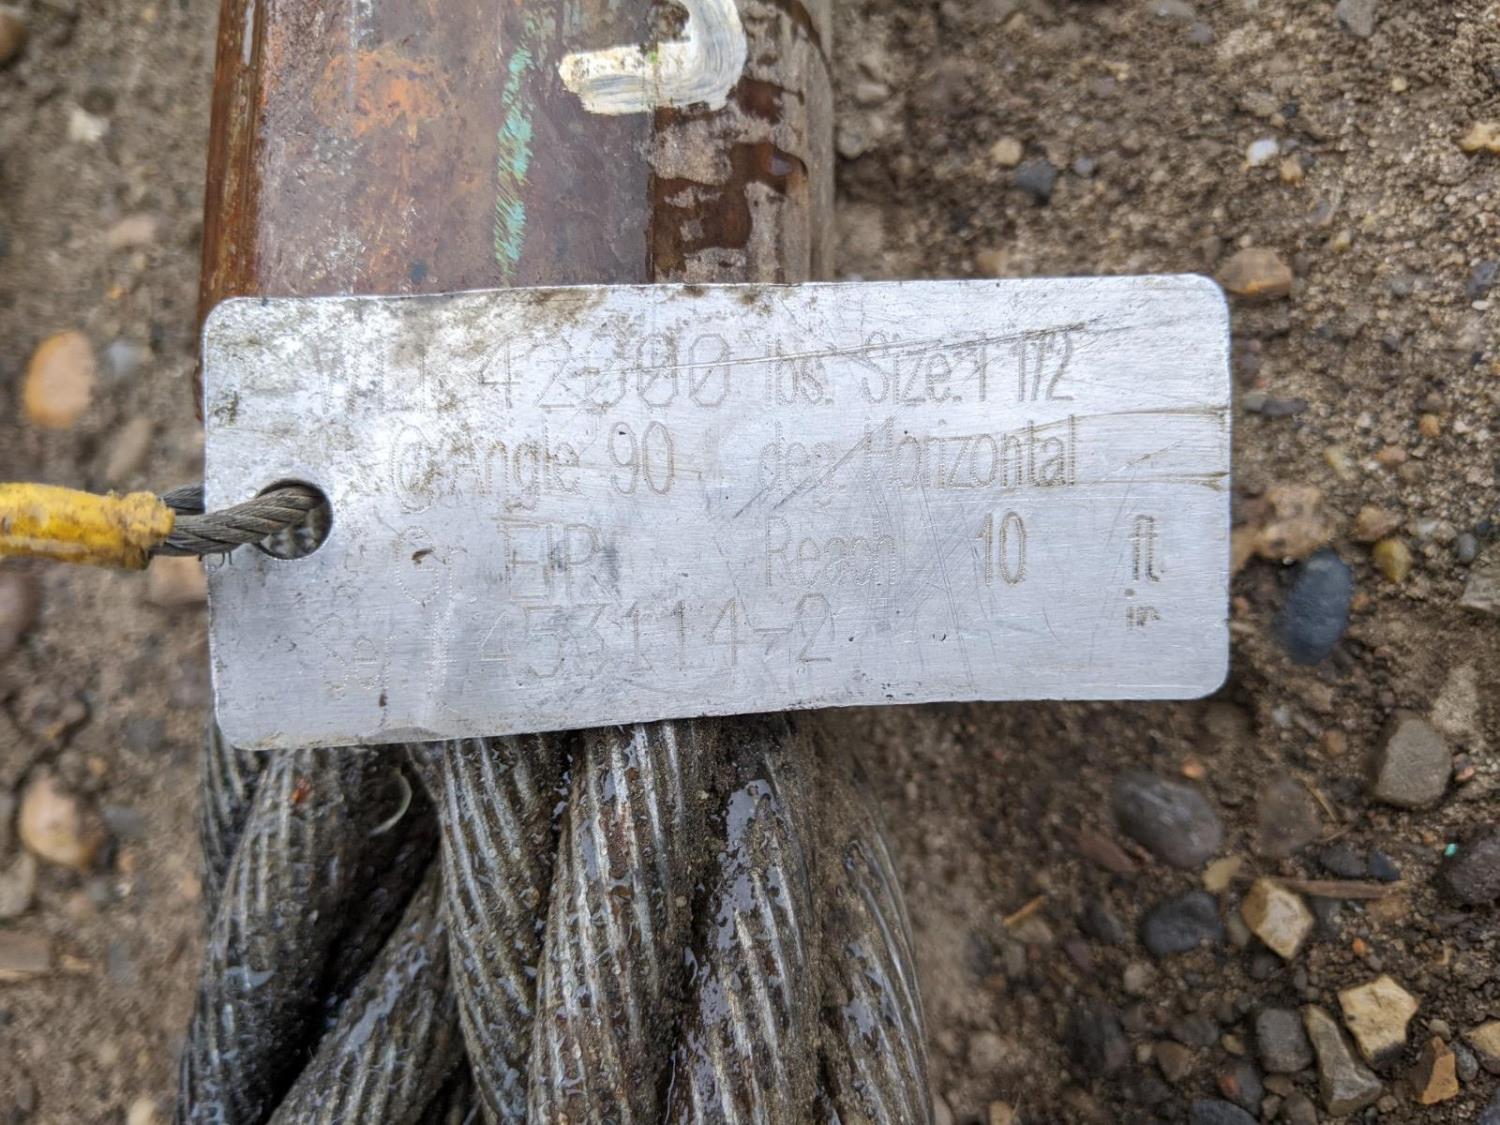 WLL 42000 lbs. Size: 1 1/2
@ Angle 90 deg Horizontal
Gr. EIP Reach 10 ft
in
Ser 453114-2